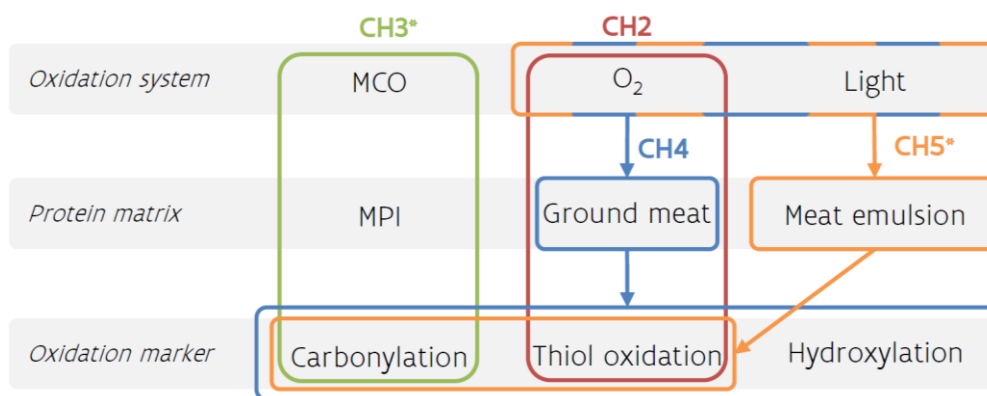 CH3* CH2
Oxidation system MCO O₂ Light
CH4 CH5*
Protein matrix MPI Ground meat Meat emulsion
Oxidation marker Carbonylation Thiol oxidation Hydroxylation